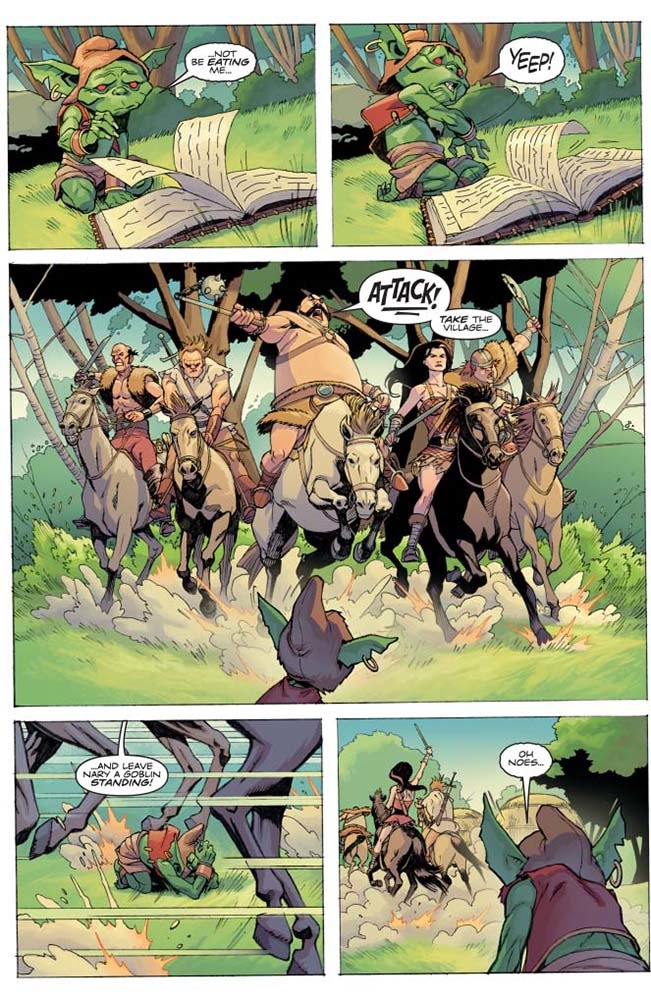 ...NOT
BE EATING
ME...
YEEP!
ATTACK!
TAKE THE
VILLAGE...
...AND LEAVE
NARY A GOBLIN
STANDING!
OH
NOES...